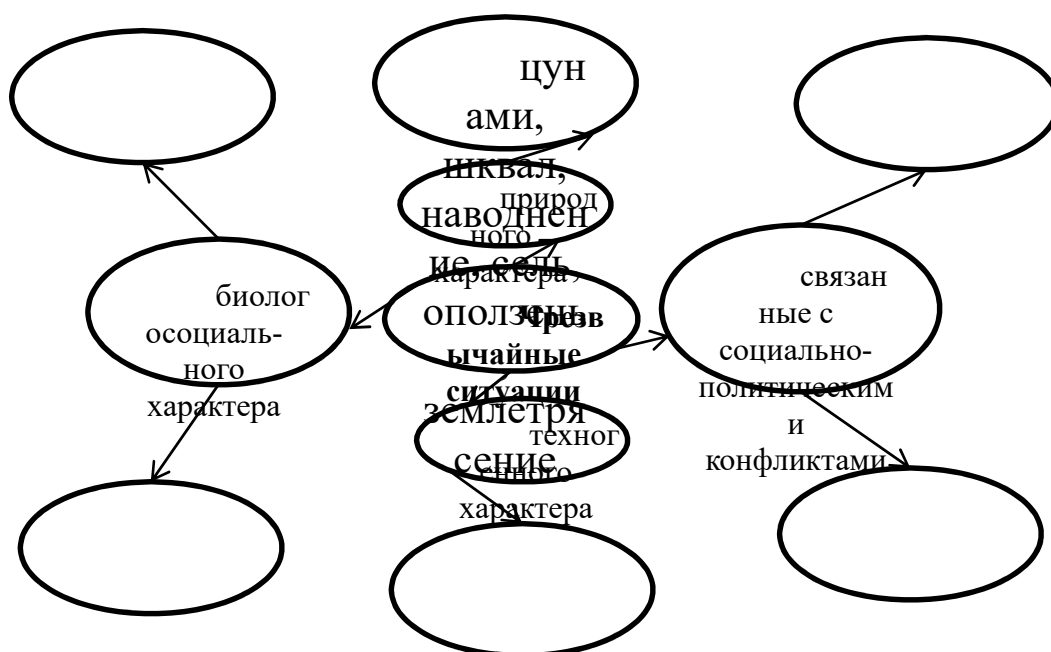 цун
ами,
шквал,
наводнен
ие, сель,
оползень,
землетря
сение
природ
ного
характера
Чрезв
ычайные
ситуации
биолог
осоциаль-
ного
характера
связан
ные с
социально-
политическим
и
конфликтами
техног
енного
характера